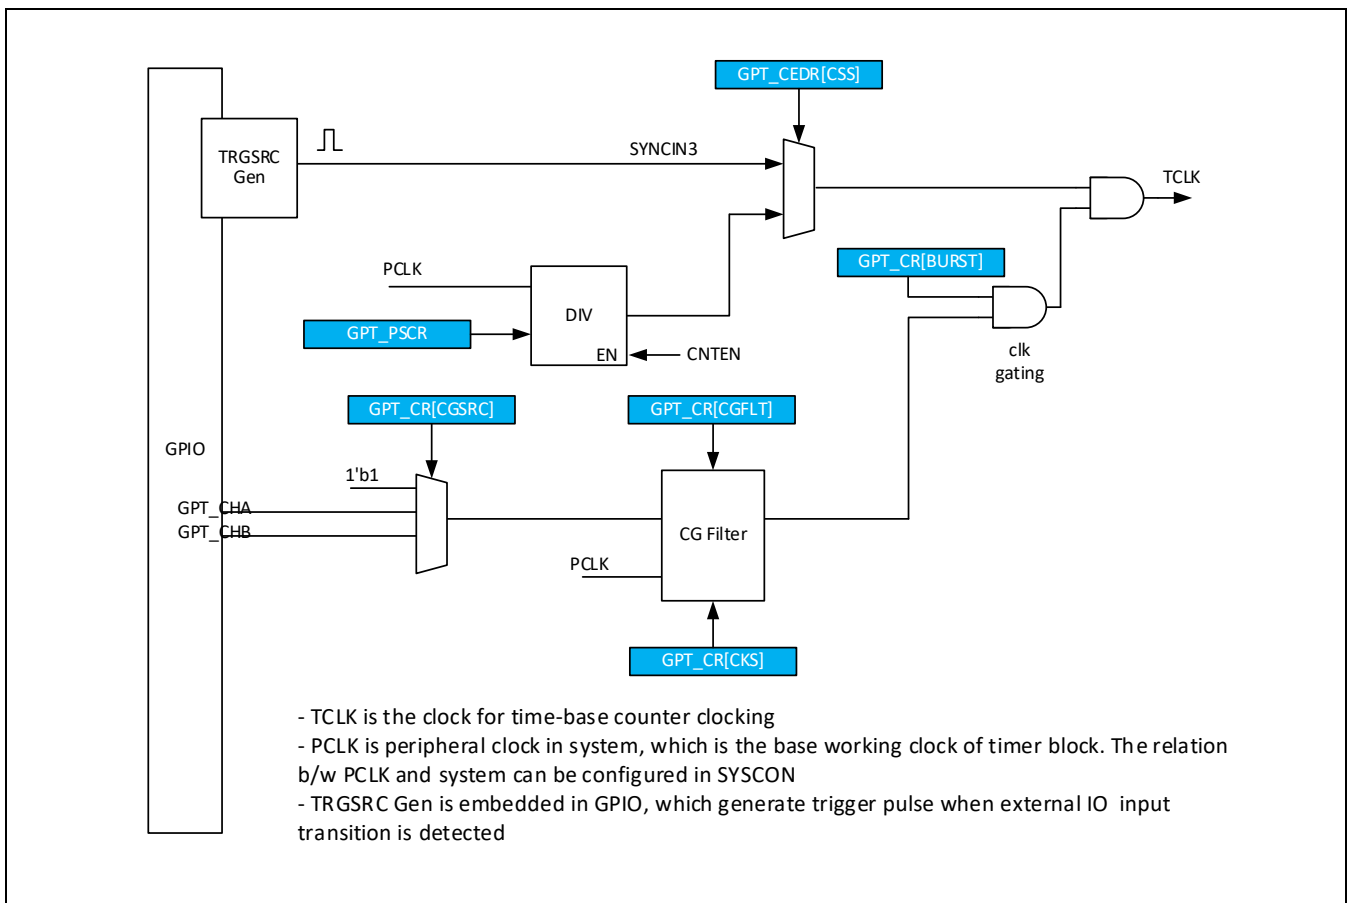 GPT_CEDR[CSS]
TRGSRC
Gen
SYNCIN3
TCLK
GPT_CR[BURST]
PCLK
DIV
GPT_PSCR
EN
CNTEN
clk
gating
GPT_CR[CGSRC]
GPT_CR[CGFLT]
GPIO
1'b1
GPT_CHA
GPT_CHB
CG Filter
PCLK
GPT_CR[CKS]
- TCLK is the clock for time-base counter clocking
- PCLK is peripheral clock in system, which is the base working clock of timer block. The relation
b/w PCLK and system can be configured in SYSCON
- TRGSRC Gen is embedded in GPIO, which generate trigger pulse when external IO input
transition is detected